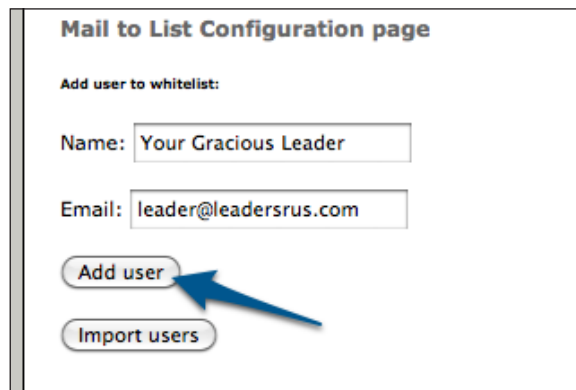 Mail to List Configuration page
Add user to whitelist:
Name: Your Gracious Leader
Email: leader@leadersrus.com
Add user
Import users